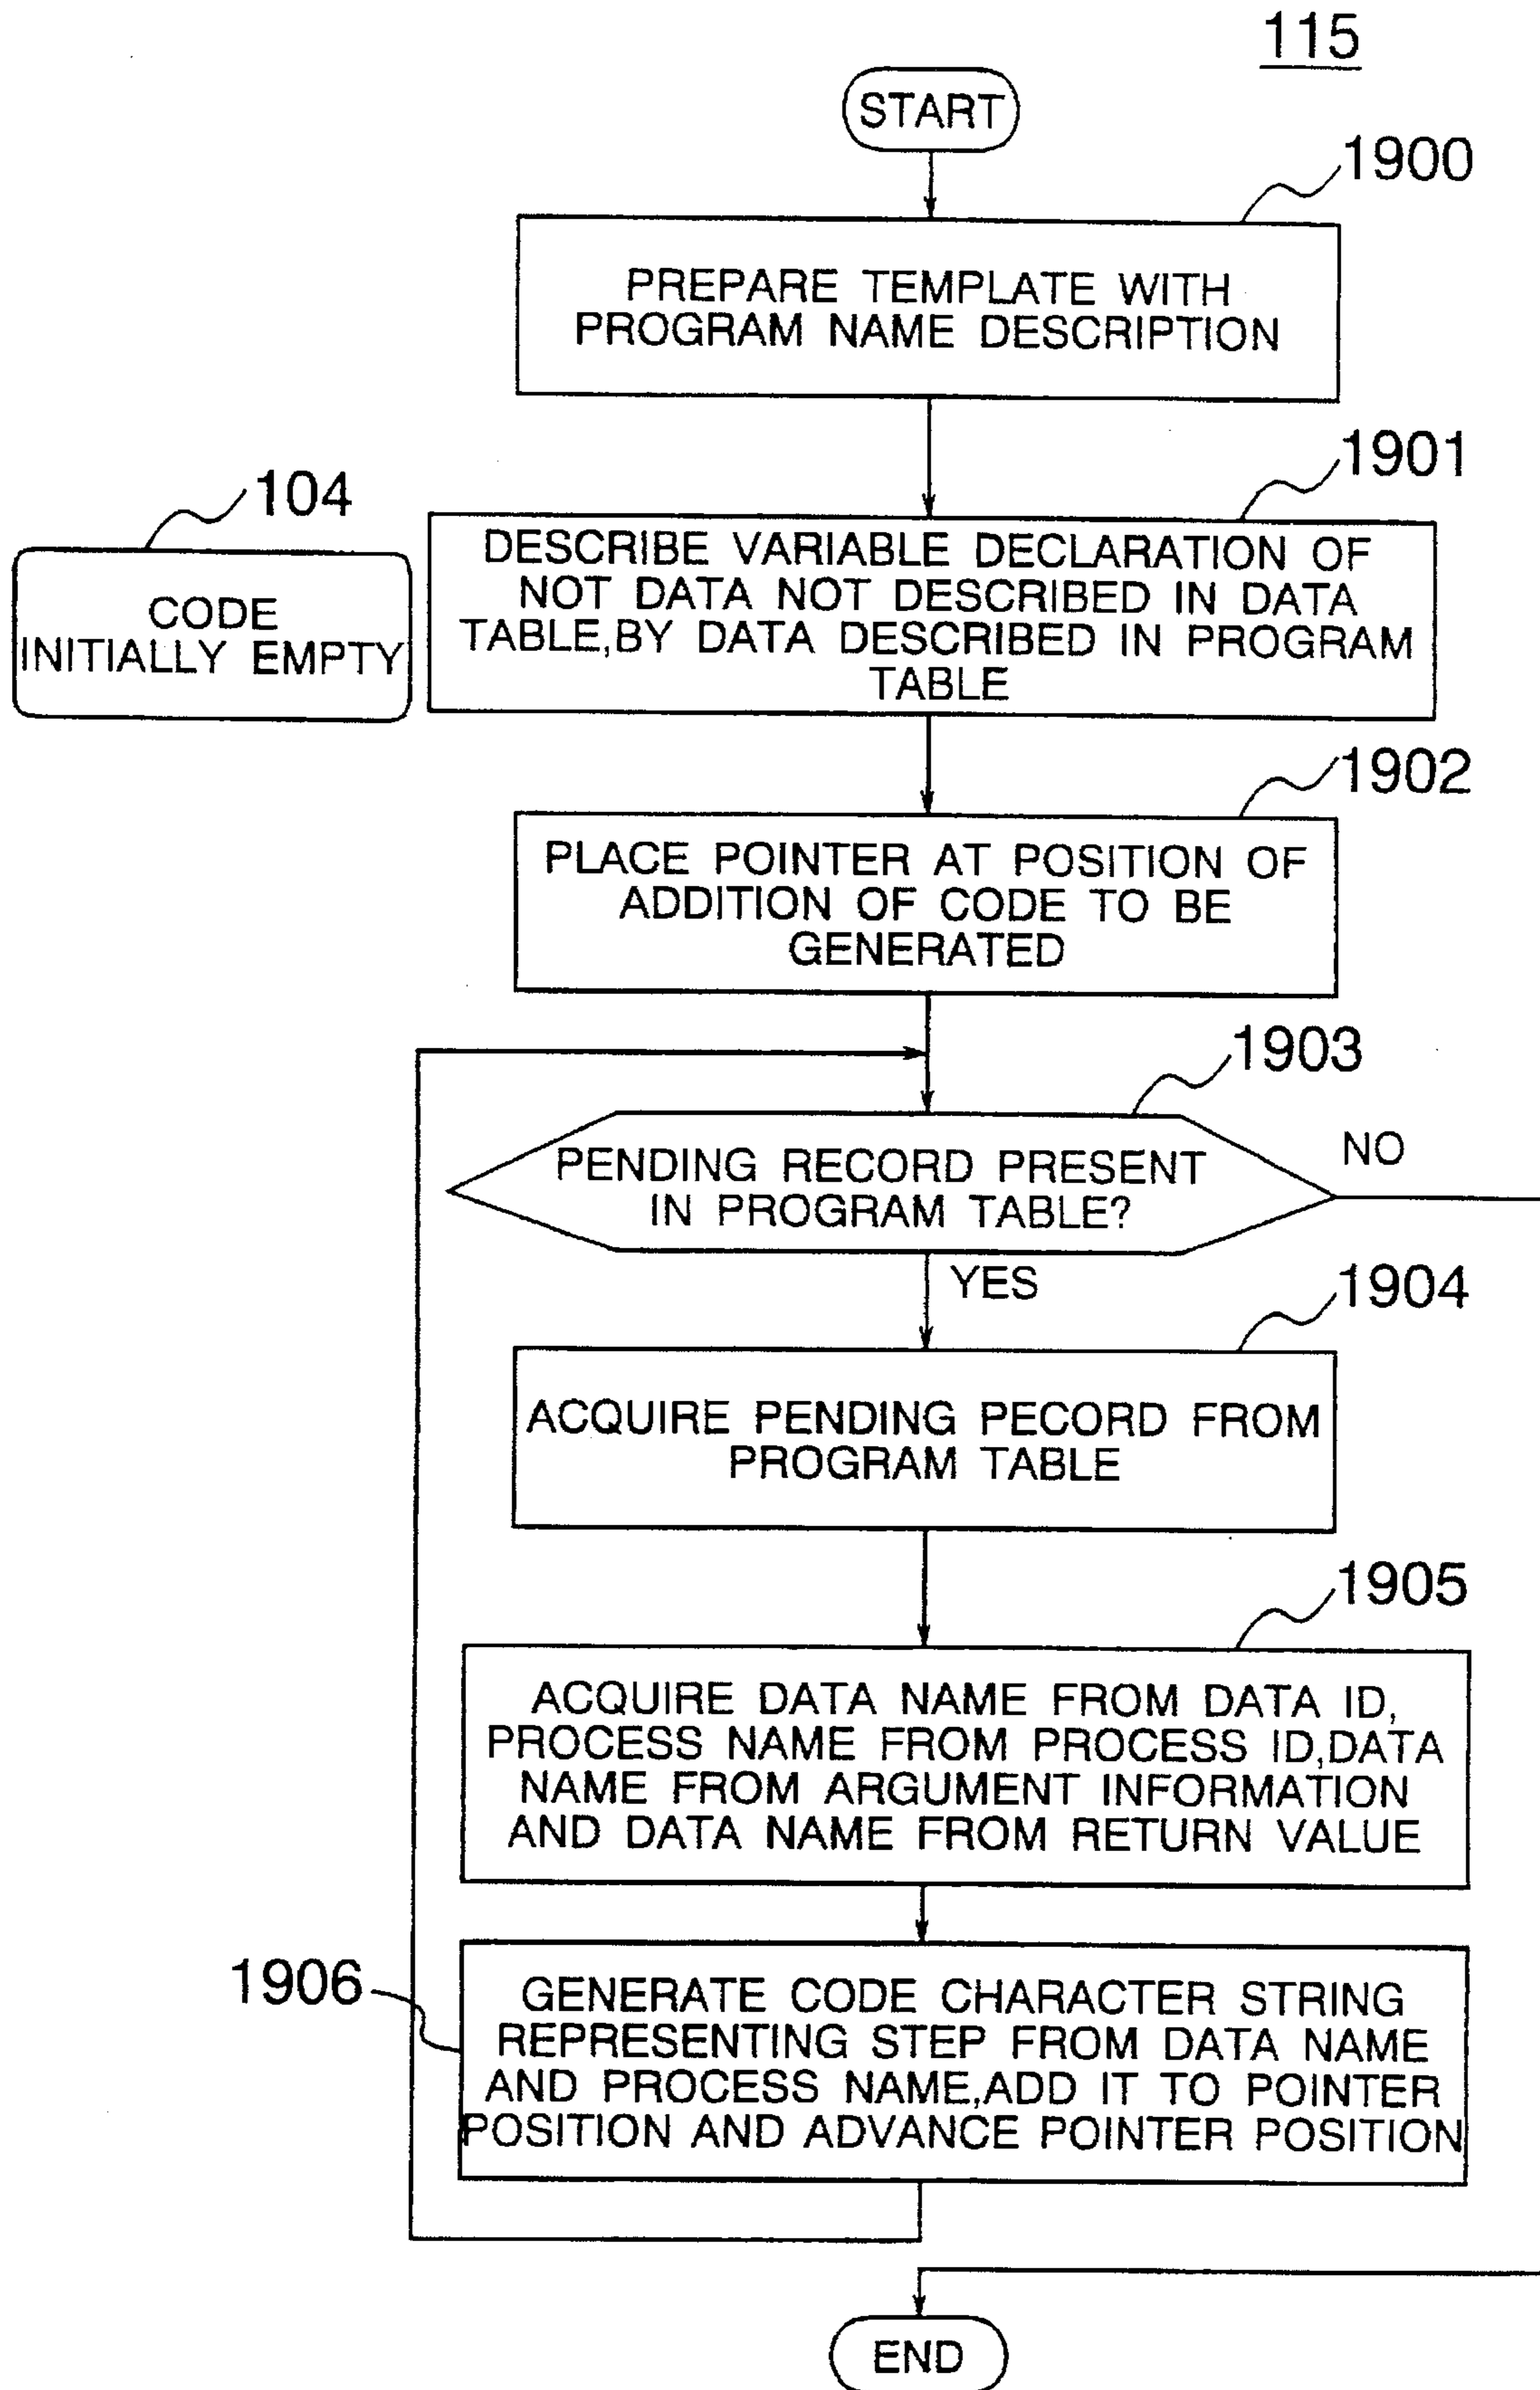 115
START
1900
PREPARE TEMPLATE WITH
PROGRAM NAME DESCRIPTION
1901
104
DESCRIBE VARIABLE DECLARATION OF
NOT DATA NOT DESCRIBED IN DATA
TABLE,BY DATA DESCRIBED IN PROGRAM
TABLE
CODE
INITIALLY EMPTY
1902
PLACE POINTER AT POSITION OF
ADDITION OF CODE TO BE
GENERATED
1903
PENDING RECORD PRESENT
IN PROGRAM TABLE?
NO
YES
1904
ACQUIRE PENDING PECORD FROM
PROGRAM TABLE
1905
ACQUIRE DATA NAME FROM DATA ID,
PROCESS NAME FROM PROCESS ID,DATA
NAME FROM ARGUMENT INFORMATION
AND DATA NAME FROM RETURN VALUE
1906
GENERATE CODE CHARACTER STRING
REPRESENTING STEP FROM DATA NAME
AND PROCESS NAME,ADD IT TO POINTER
POSITION AND ADVANCE POINTER POSITION
END